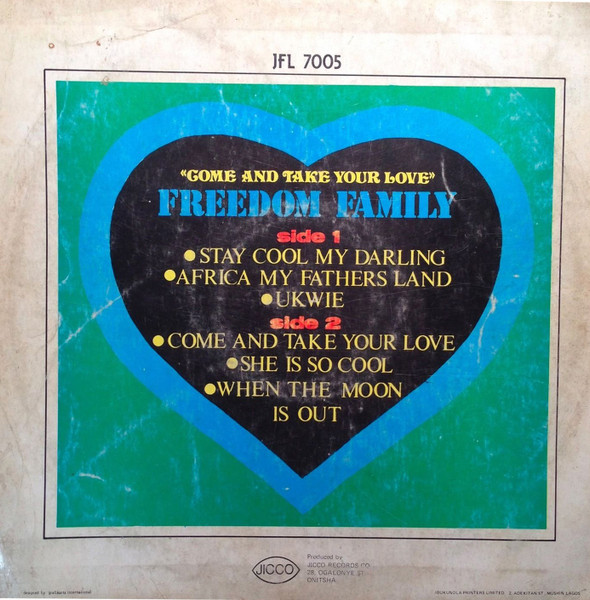 JFL 7005
"COME AND TAKE YOUR LOVE"
FREEDOM FAMILY
side 1
STAY COOL MY DARLING
AFRICA MY FATHERS LAND
UKWIE
side 2
COME AND TAKE YOUR LOVE
SHE IS SO COOL
WHEN THE MOON
IS OUT
JICCO
Produced by
JICCO RECORDS CO
28, OGALONYE ST.
ONITSHA.
PRINTERS LIMITED